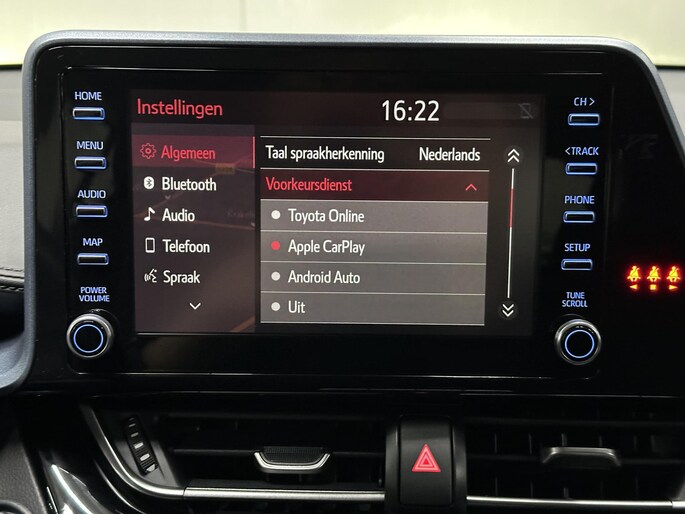 HOME
MENU
AUDIO
MAP
POWER
VOLUME
Instellingen
16:22
Algemeen
Bluetooth
Audio
Telefoon
Spraak
Taal spraakherkenning Nederlands
Voorkeursdienst
Toyota Online
Apple CarPlay
Android Auto
Uit
CH >
< TRACK
PHONE
SETUP
TUNE
SCROLL